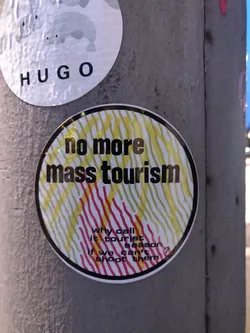 HUGO
no more
mass tourism
why call
it tourist
season
if we can't
shoot them